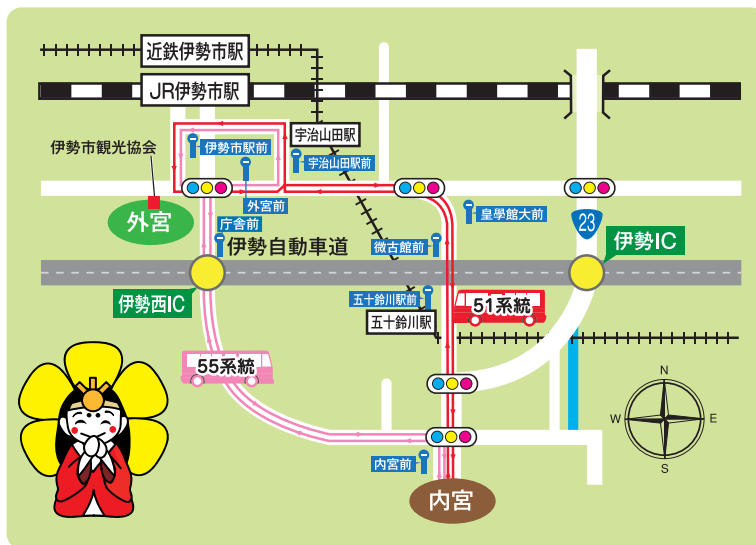 近鉄伊勢市駅
JR伊勢市駅
宇治山田駅
伊勢市観光協会
伊勢市駅前
宇治山田駅前
外宮前
外宮
庁舎前
皇學館大前
23
伊勢自動車道
微古館前
伊勢IC
伊勢西IC
五十鈴川駅前
51系統
五十鈴川駅
55系統
内宮前
内宮
N
W
E
S